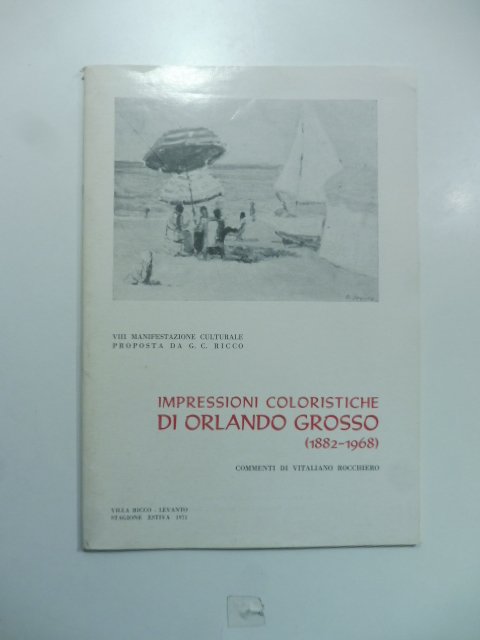 VIII MANIFESTAZIONE CULTURALE
PROPOSTA DA G. C. RICCO
IMPRESSIONI COLORISTICHE
DI ORLANDO GROSSO
(1882-1968)
COMMENTI DI VITALIANO ROCCHIERO
VILLA RICCO - LEVANTO
STAGIONE ESTIVA 1971